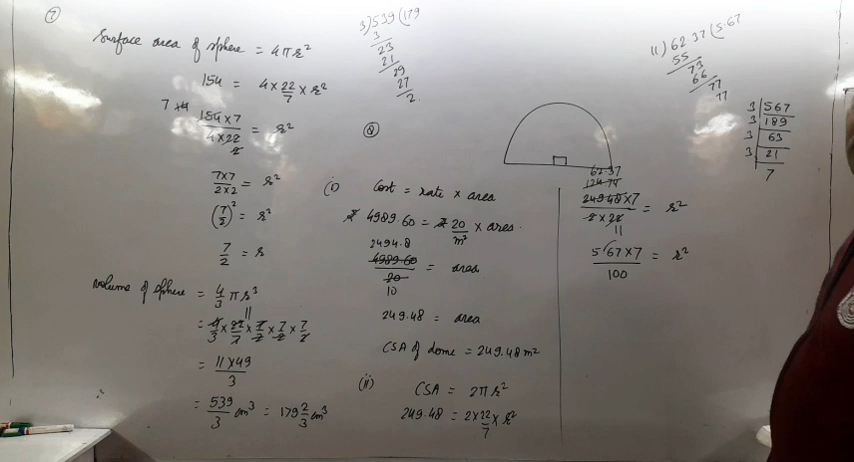 7
Surface area of sphere = 4πr²
154 = 4 × 22/7 × r²
154×7/4×22 = r²
7×7/2×2 = r²
(7/2)² = r²
7/2 = r
Volume of sphere = 4/3 πr³
= 4/3 × 22/7 × 7/2 × 7/2 × 7/2
= 11×49/3
= 539/3 cm³ = 179 2/3 cm³
3)539(179
3
23
21
29
27
2
8
(i) Cost = rate × area
₹ 4989.60 = ₹ 20/m² × area.
2494.8
4989.60/20 = area
10
249.48 = area
CSA of dome = 249.48 m²
(ii) CSA = 2πr²
249.48 = 2×22/7 × r²
62.37
124.74
249.48×7/2×22 = r²
11
5.67×7/100 = r²
11)62.37(5.67
55
73
66
77
77
3 | 567
3 | 189
3 | 63
3 | 21
7